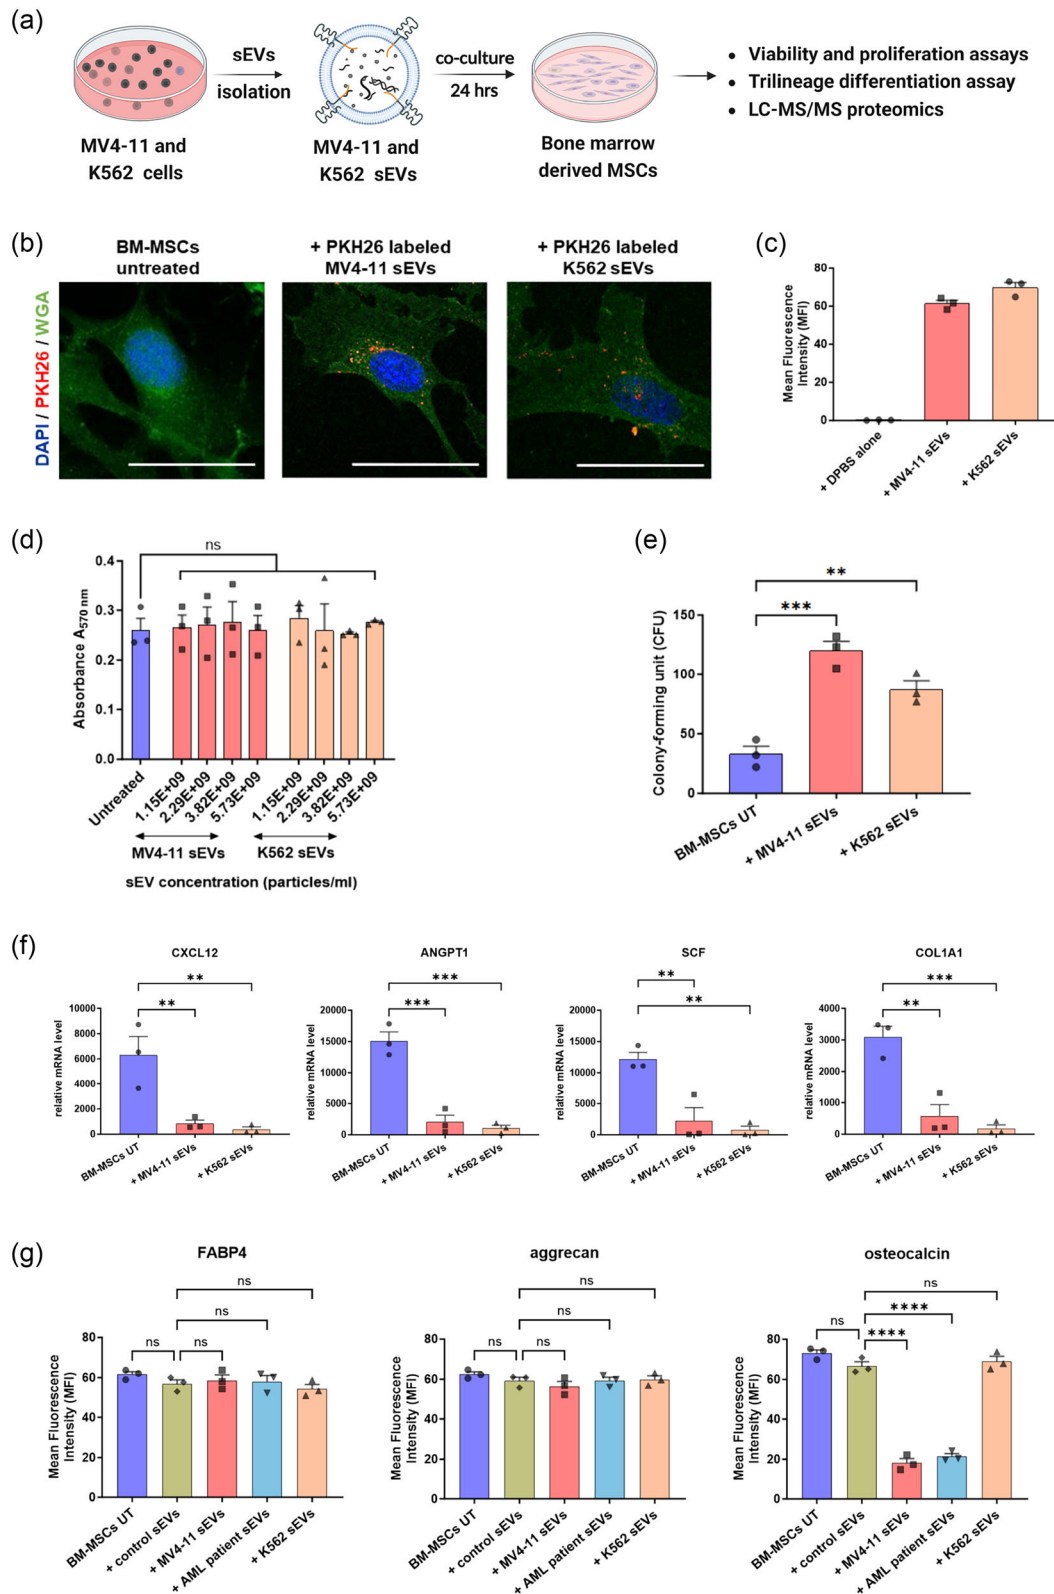 (a)
sEVs
isolation
co-culture
24 hrs
MV4-11 and
K562 cells
MV4-11 and
K562 sEVs
Bone marrow
derived MSCs
• Viability and proliferation assays
• Trilineage differentiation assay
• LC-MS/MS proteomics
(b)
DAPI / PKH26 / WGA
BM-MSCs
untreated
+ PKH26 labeled
MV4-11 sEVs
+ PKH26 labeled
K562 sEVs
(c)
Mean Fluorescence
Intensity (MFI)
80
60
40
20
0
+ DPBS alone
+ MV4-11 sEVs
+ K562 sEVs
(d)
ns
Absorbance A570 nm
0.4
0.3
0.2
0.1
0.0
Untreated
1.15E+09
2.29E+09
3.82E+09
5.73E+09
1.15E+09
2.29E+09
3.82E+09
5.73E+09
MV4-11 sEVs
K562 sEVs
sEV concentration (particles/ml)
(e)
**
***
Colony-forming unit (CFU)
150
100
50
0
BM-MSCs UT
+ MV4-11 sEVs
+ K562 sEVs
(f)
CXCL12
**
**
relative mRNA level
10000
8000
6000
4000
2000
0
BM-MSCs UT
+ MV4-11 sEVs
+ K562 sEVs
ANGPT1
***
***
relative mRNA level
20000
15000
10000
5000
0
BM-MSCs UT
+ MV4-11 sEVs
+ K562 sEVs
SCF
**
**
relative mRNA level
20000
15000
10000
5000
0
BM-MSCs UT
+ MV4-11 sEVs
+ K562 sEVs
COL1A1
***
**
relative mRNA level
4000
3000
2000
1000
0
BM-MSCs UT
+ MV4-11 sEVs
+ K562 sEVs
(g)
FABP4
ns
ns
ns
ns
Mean Fluorescence
Intensity (MFI)
80
60
40
20
0
BM-MSCs UT
+ control sEVs
+ MV4-11 sEVs
+ AML patient sEVs
+ K562 sEVs
aggrecan
ns
ns
ns
ns
Mean Fluorescence
Intensity (MFI)
80
60
40
20
0
BM-MSCs UT
+ control sEVs
+ MV4-11 sEVs
+ AML patient sEVs
+ K562 sEVs
osteocalcin
ns
****
ns
****
Mean Fluorescence
Intensity (MFI)
80
60
40
20
0
BM-MSCs UT
+ control sEVs
+ MV4-11 sEVs
+ AML patient sEVs
+ K562 sEVs